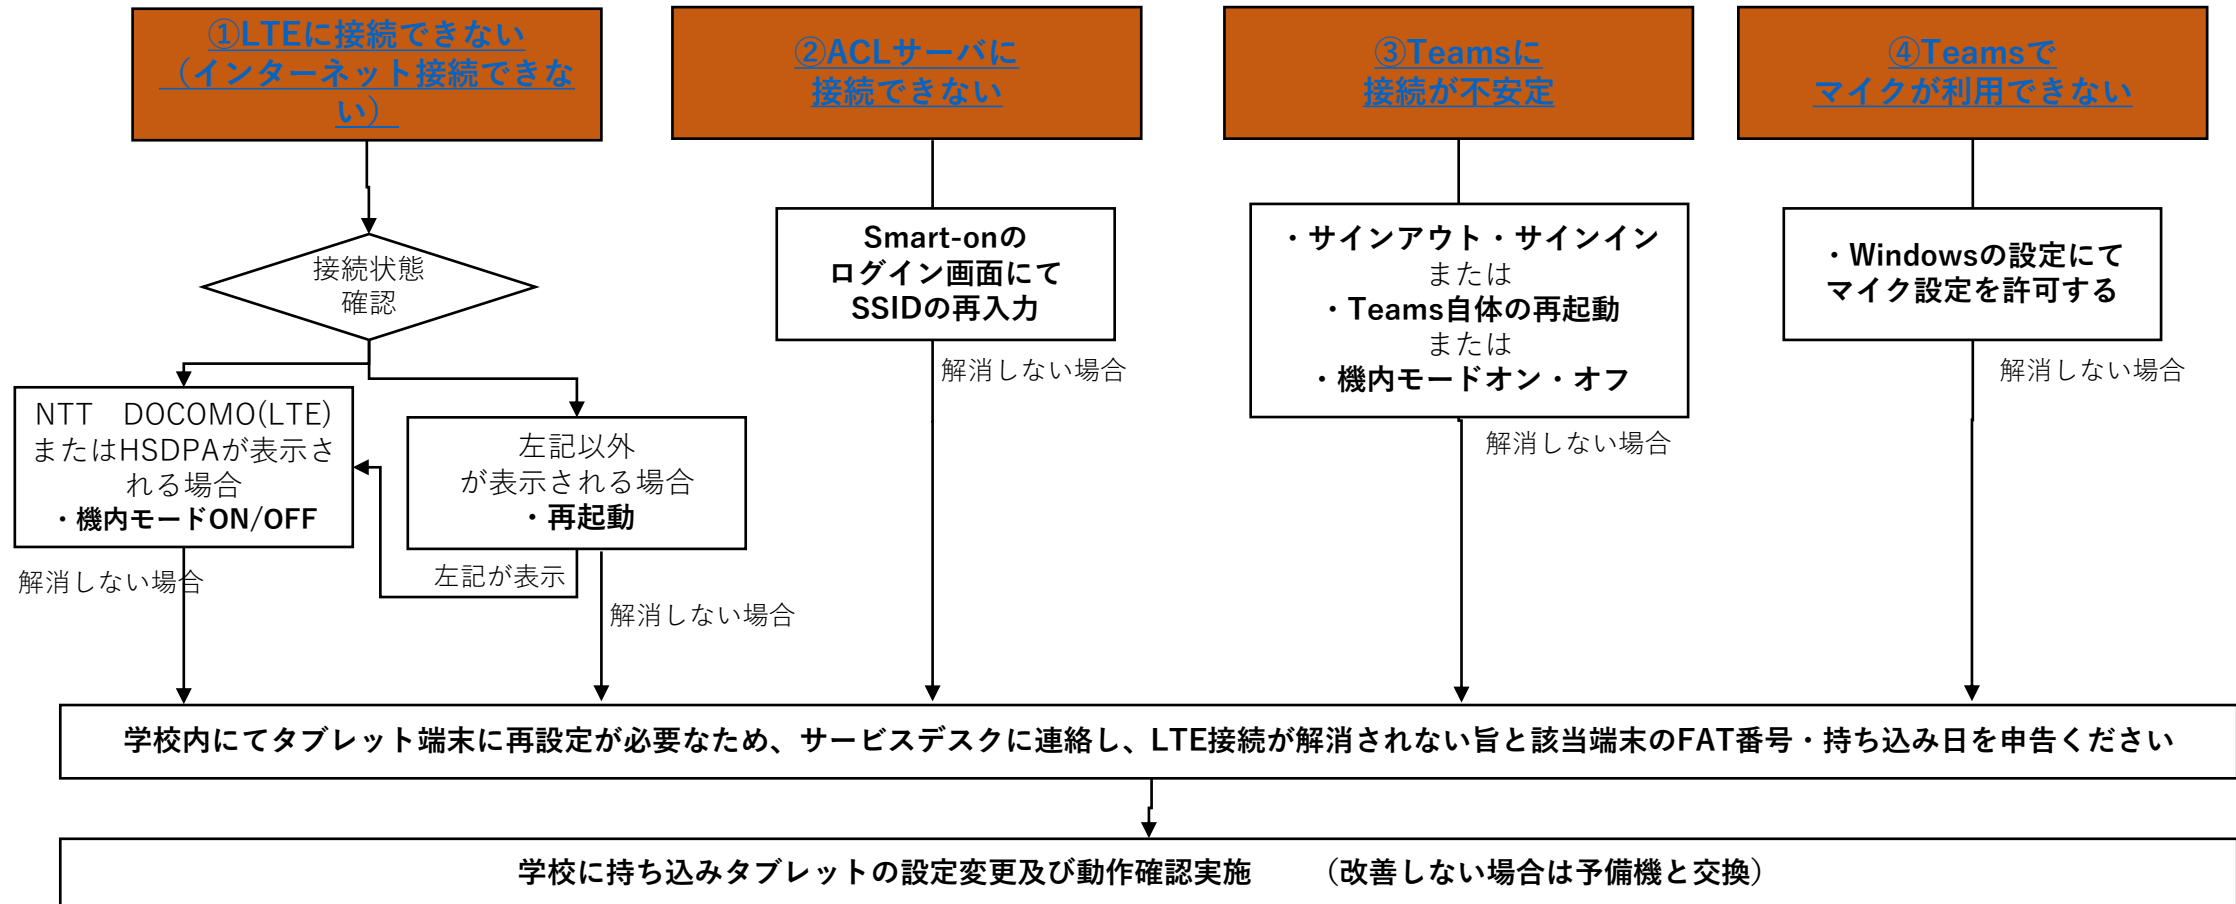 ①LTEに接続できない
（インターネット接続できな
い）
②ACLサーバに
接続できない
③Teamsに
接続が不安定
④Teamsで
マイクが利用できない
接続状態
確認
Smart-onの
ログイン画面にて
SSIDの再入力
・サインアウト・サインイン
または
・Teams自体の再起動
または
・機内モードオン・オフ
・Windowsの設定にて
マイク設定を許可する
解消しない場合
解消しない場合
NTT　DOCOMO(LTE)
またはHSDPAが表示さ
れる場合
・機内モードON/OFF
左記以外
が表示される場合
・再起動
解消しない場合
解消しない場合
左記が表示
解消しない場合
学校内にてタブレット端末に再設定が必要なため、サービスデスクに連絡し、LTE接続が解消されない旨と該当端末のFAT番号・持ち込み日を申告ください
学校に持ち込みタブレットの設定変更及び動作確認実施　　（改善しない場合は予備機と交換）